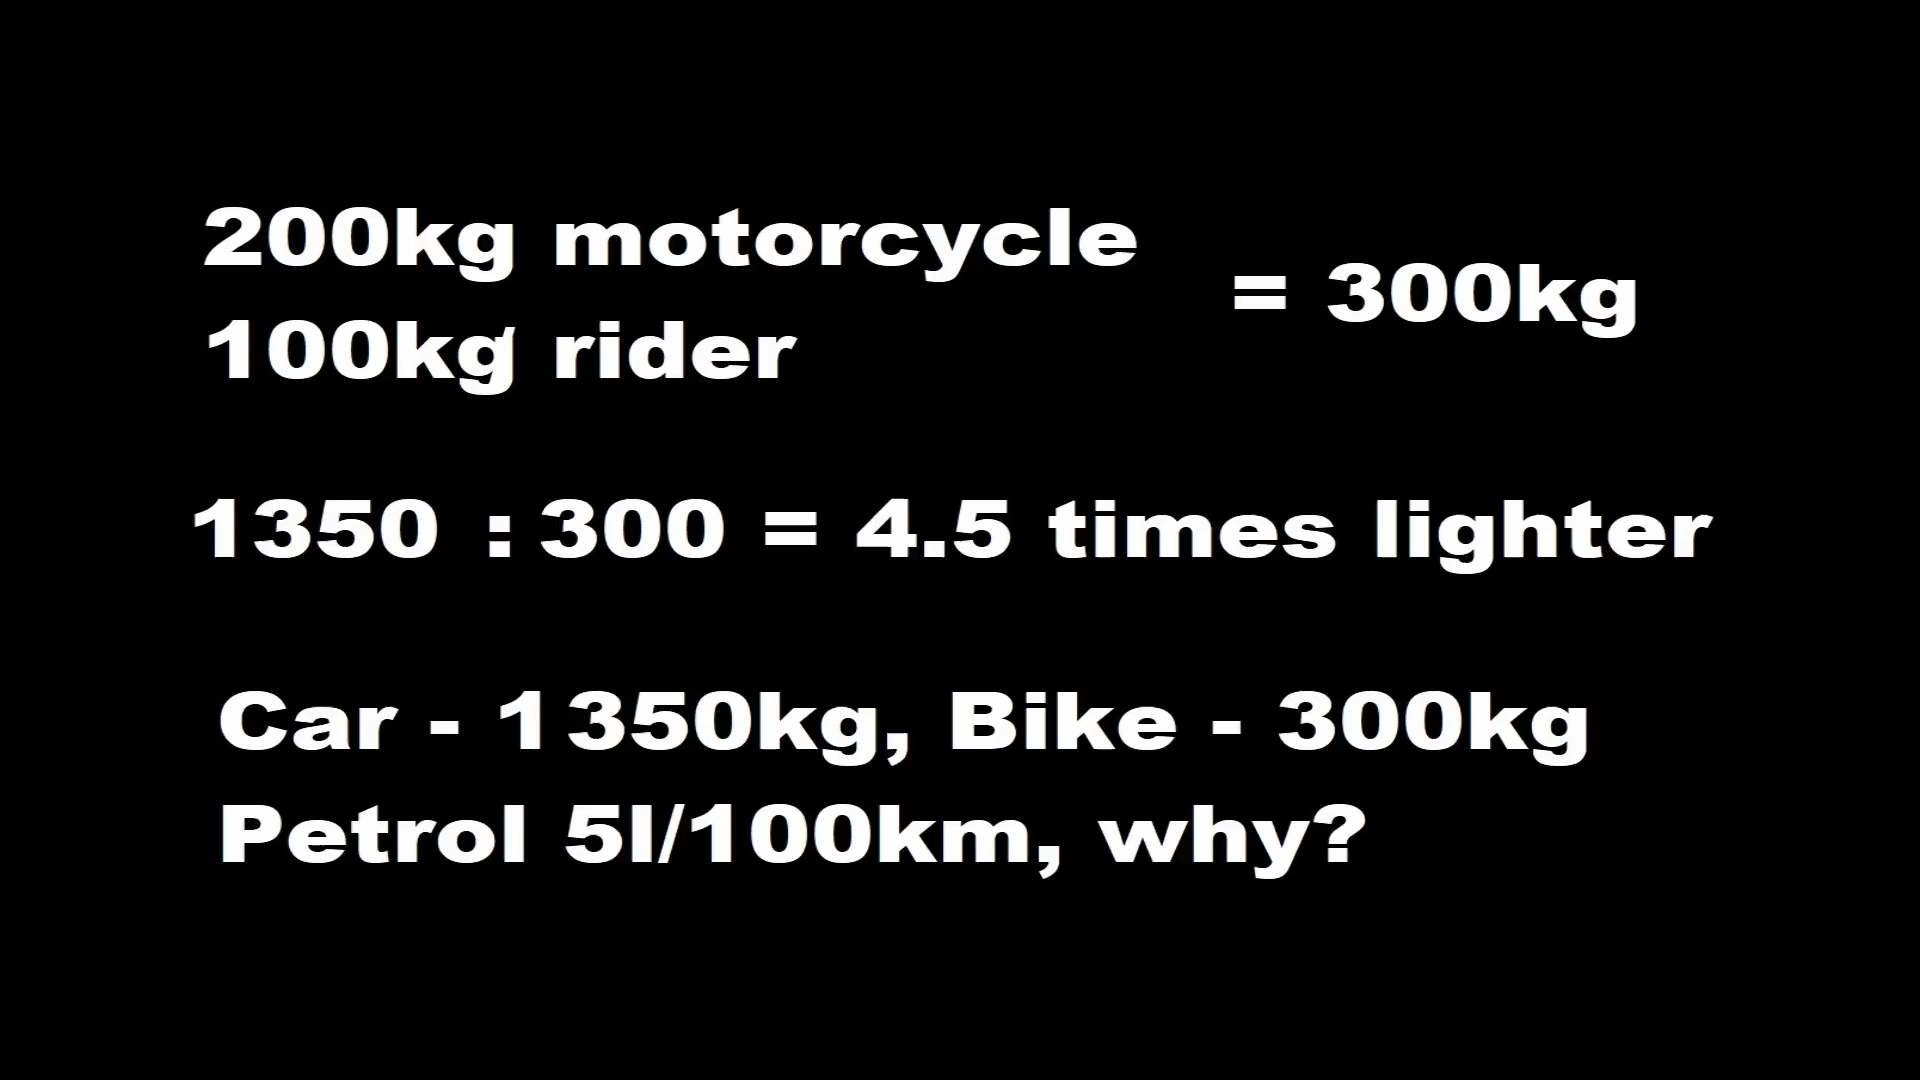 200kg motorcycle
100kg rider
= 300kg
1350 : 300 = 4.5 times lighter
Car - 1350kg, Bike - 300kg
Petrol 5l/100km, why?